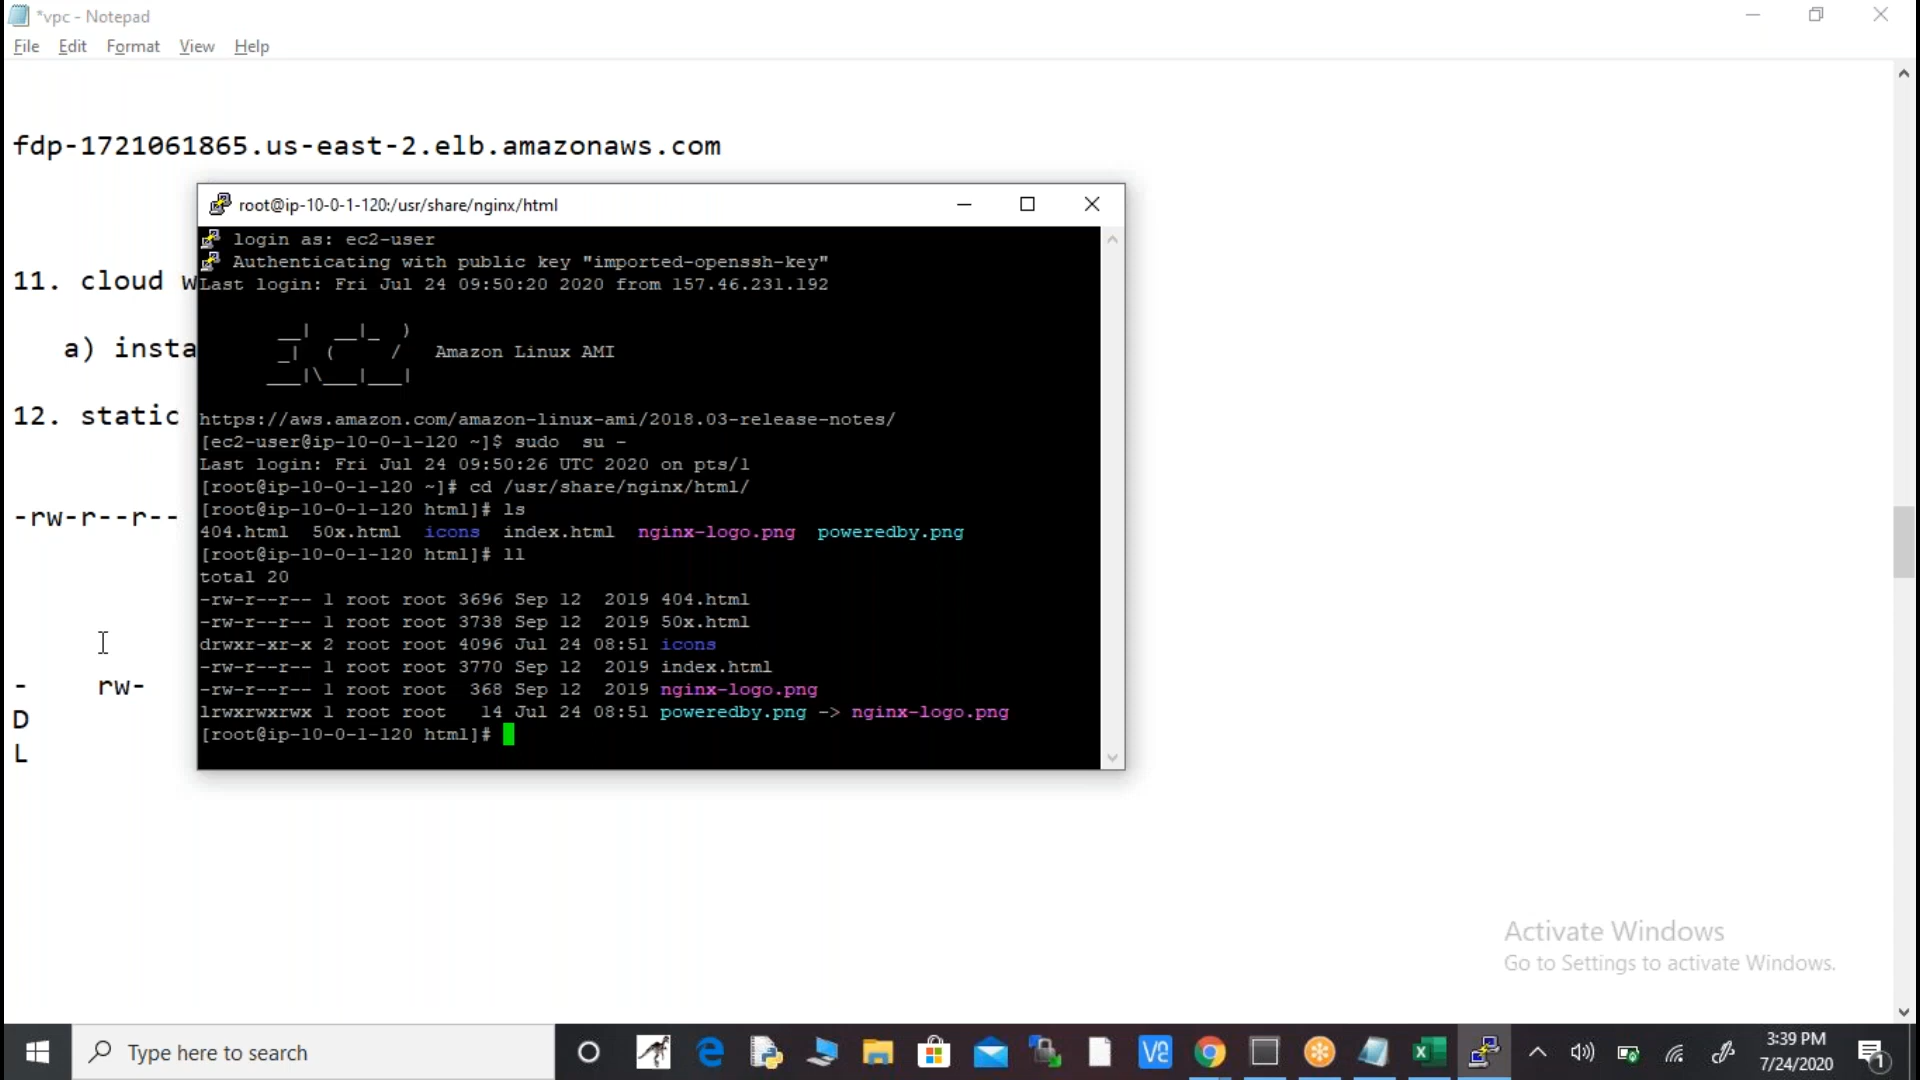 *vpc - Notepad
File Edit Format View Help
fdp-1721061865.us-east-2.elb.amazonaws.com
11. cloud w
a) insta
12. static
-rw-r--r--
- rw-
D
L
root@ip-10-0-1-120:/usr/share/nginx/html
login as: ec2-user
Authenticating with public key "imported-openssh-key"
Last login: Fri Jul 24 09:50:20 2020 from 157.46.231.192
__| __|_ )
_| ( / Amazon Linux AMI
___|\___|___|
https://aws.amazon.com/amazon-linux-ami/2018.03-release-notes/
[ec2-user@ip-10-0-1-120 ~]$ sudo  su -
Last login: Fri Jul 24 09:50:26 UTC 2020 on pts/1
[root@ip-10-0-1-120 ~]# cd /usr/share/nginx/html/
[root@ip-10-0-1-120 html]# ls
404.html  50x.html  icons  index.html  nginx-logo.png  poweredby.png
[root@ip-10-0-1-120 html]# ll
total 20
-rw-r--r-- 1 root root 3696 Sep 12  2019 404.html
-rw-r--r-- 1 root root 3738 Sep 12  2019 50x.html
drwxr-xr-x 2 root root 4096 Jul 24 08:51 icons
-rw-r--r-- 1 root root 3770 Sep 12  2019 index.html
-rw-r--r-- 1 root root  368 Sep 12  2019 nginx-logo.png
lrwxrwxrwx 1 root root   14 Jul 24 08:51 poweredby.png -> nginx-logo.png
[root@ip-10-0-1-120 html]#
Activate Windows
Go to Settings to activate Windows.
Type here to search
3:39 PM
7/24/2020
1